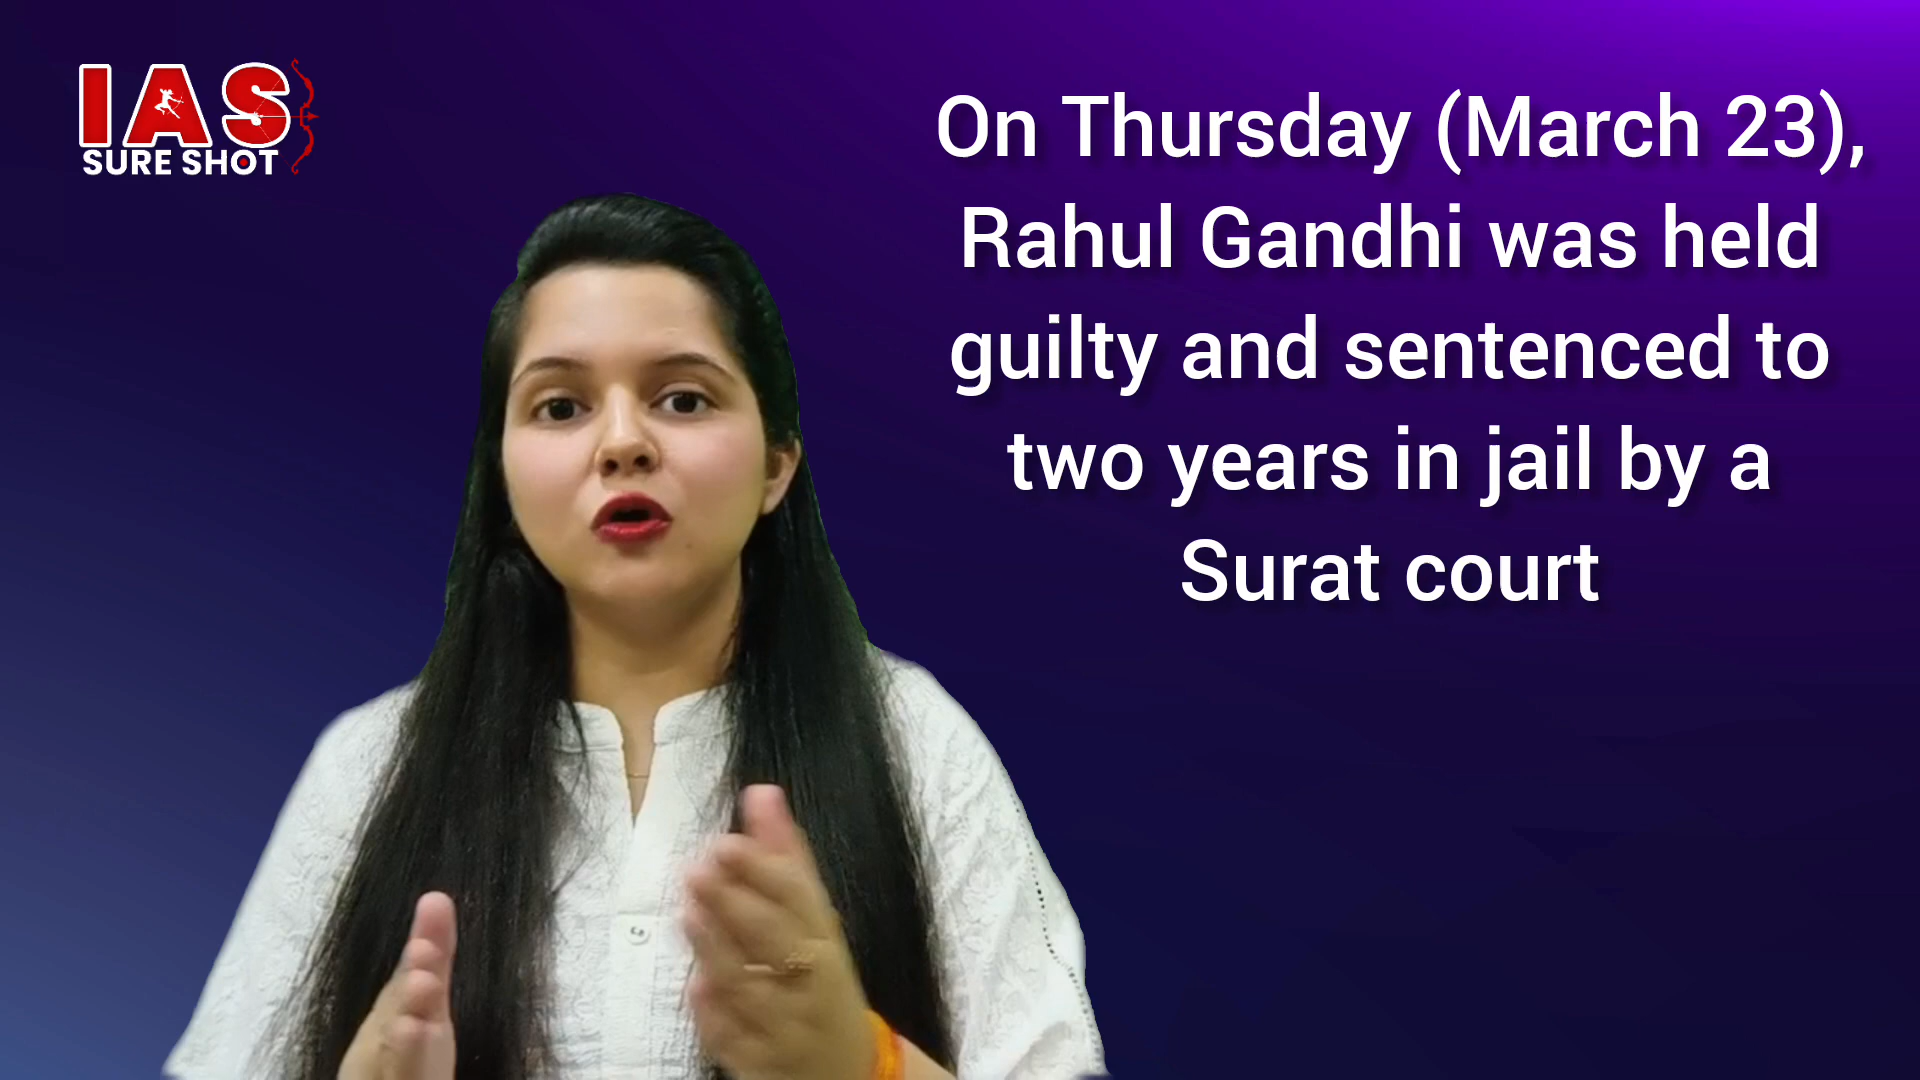 IAS
SURE SHOT
On Thursday (March 23),
Rahul Gandhi was held
guilty and sentenced to
two years in jail by a
Surat court